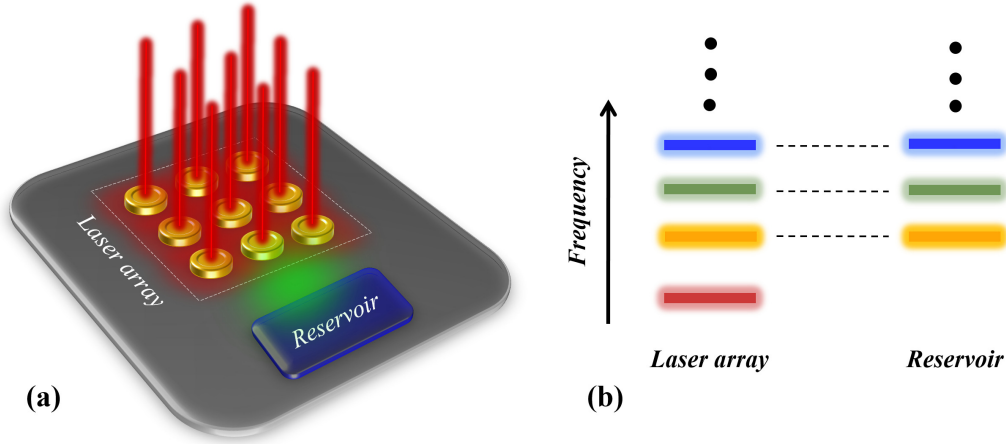 Laser array
Reservoir
(a)
Frequency
Laser array
Reservoir
(b)